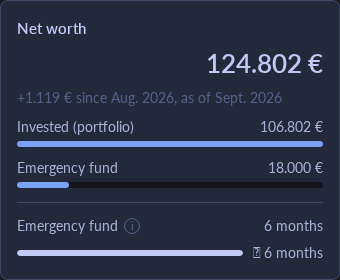 Net worth
124.802 €
+1.119 € since Aug. 2026, as of Sept. 2026
Invested (portfolio) 106.802 €
Emergency fund 18.000 €
Emergency fund ⓘ 6 months
6 months